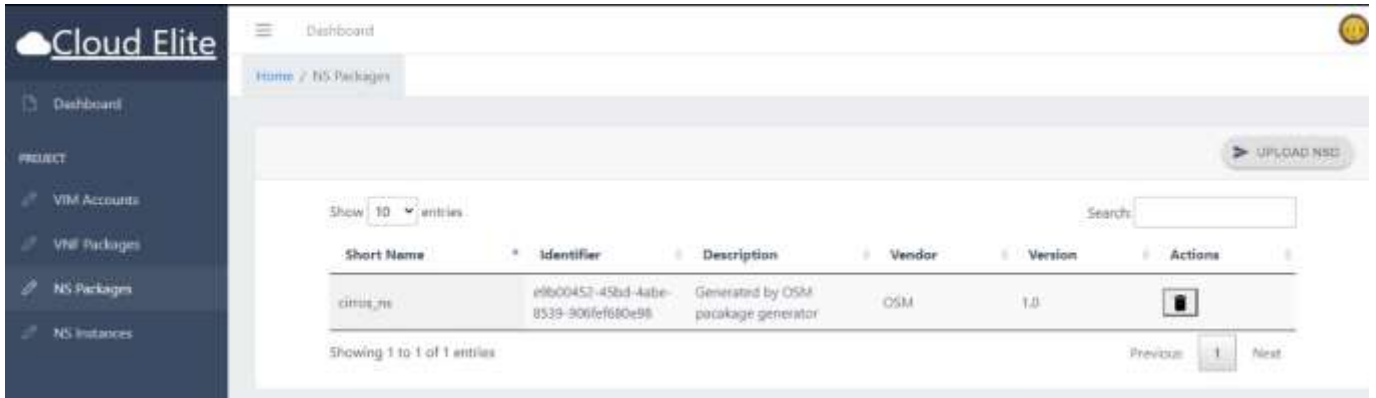 Cloud Elite
Dashboard
Home / NS Packages
Dashboard
PROJECT
VIM Accounts
VNF Packages
NS Packages
NS Instances
UPLOAD NSD
Show 10 entries
Search:
Short Name Identifier Description Vendor Version Actions
cirrus_ns e9b00452-45bd-4abe- Generated by OSM OSM 1.0
8539-906fef680e98 pacakage generator
Showing 1 to 1 of 1 entries
Previous 1 Next